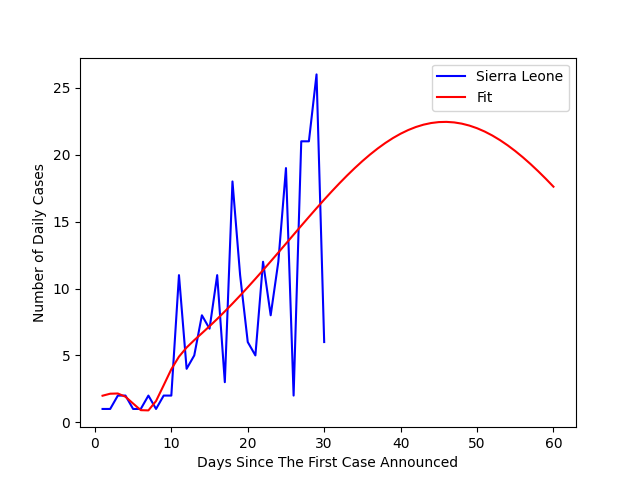 Sierra Leone
Fit
Number of Daily Cases
25
20
15
10
5
0
0 10 20 30 40 50 60
Days Since The First Case Announced